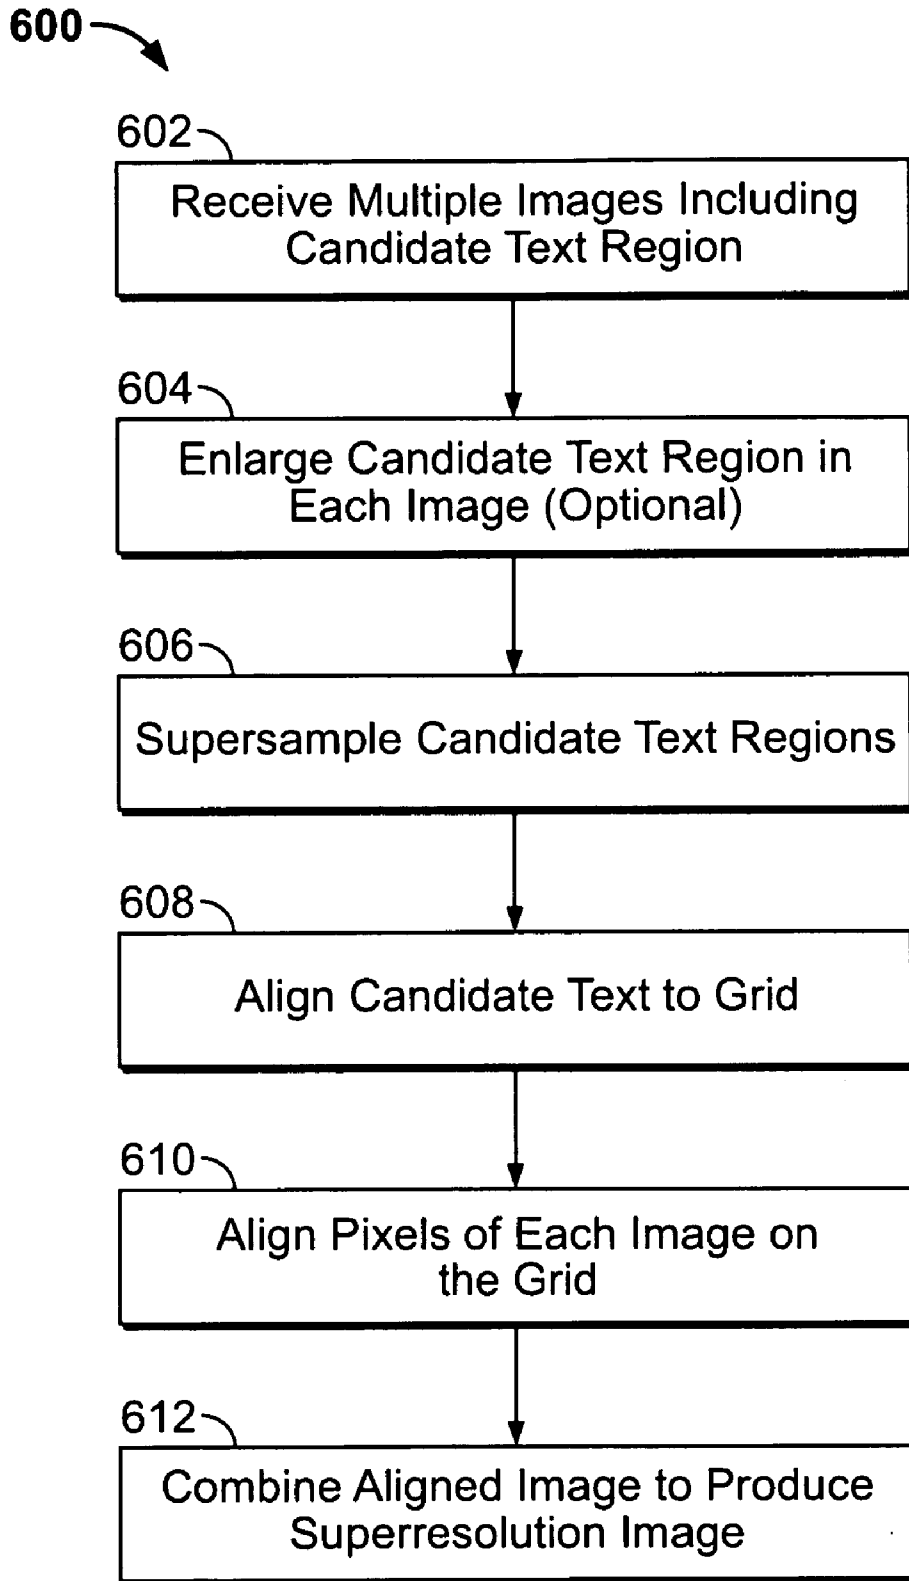 600
602
Receive Multiple Images Including
Candidate Text Region
604
Enlarge Candidate Text Region in
Each Image (Optional)
606
Supersample Candidate Text Regions
608
Align Candidate Text to Grid
610
Align Pixels of Each Image on
the Grid
612
Combine Aligned Image to Produce
Superresolution Image